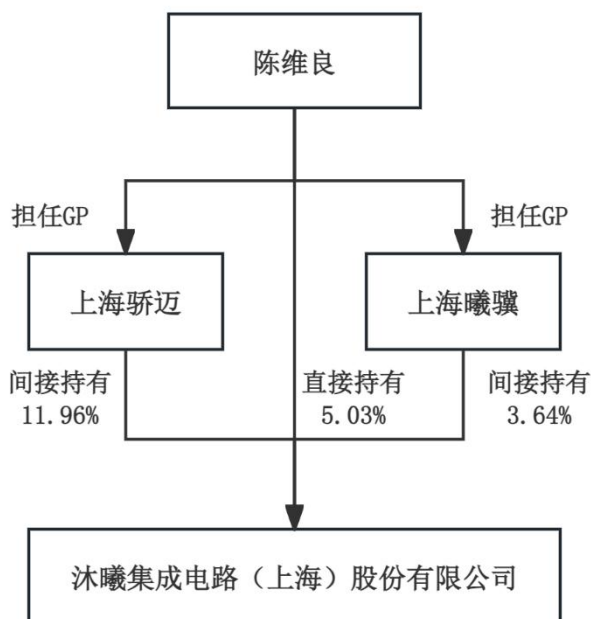 陈维良
担任GP
担任GP
上海骄迈
上海曦骥
间接持有
11.96%
直接持有
5.03%
间接持有
3.64%
沐曦集成电路（上海）股份有限公司